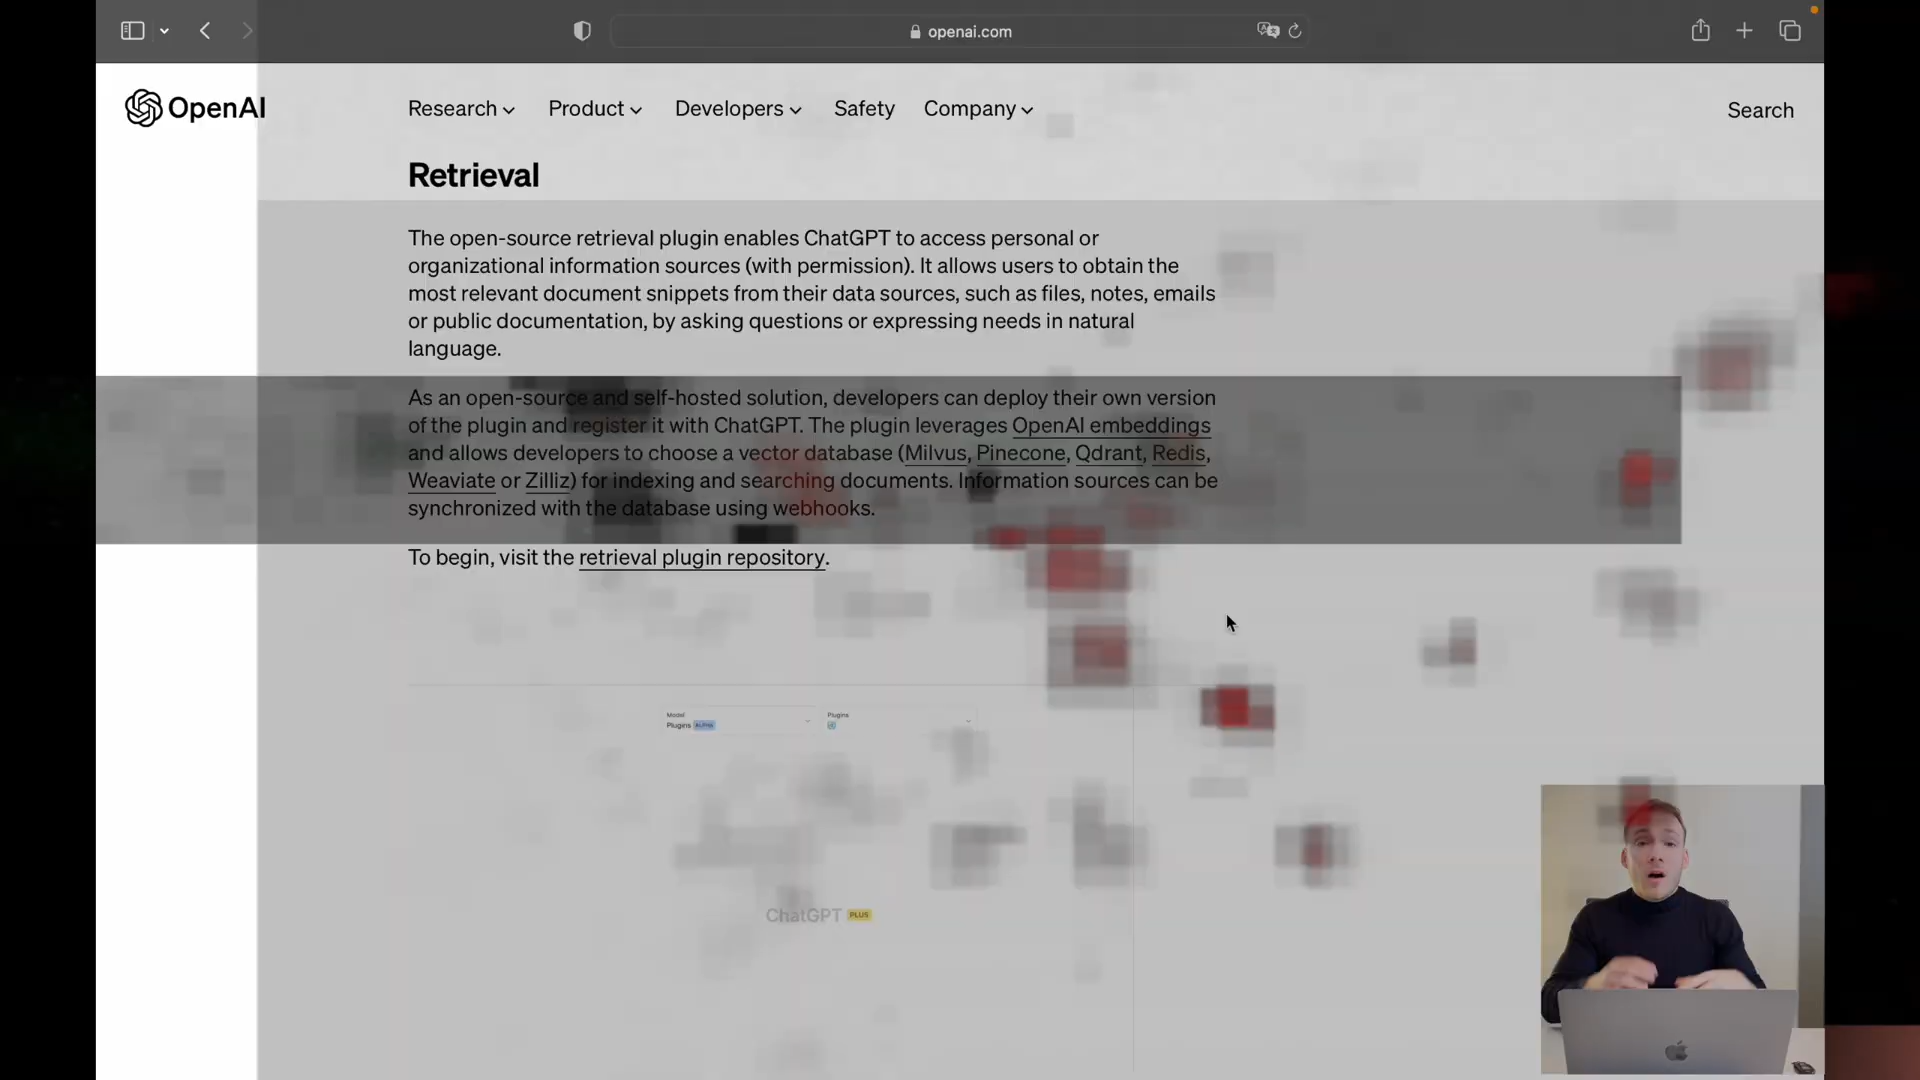 openai.com
OpenAI
Research
Product
Developers
Safety
Company
Search
Retrieval
The open-source retrieval plugin enables ChatGPT to access personal or
organizational information sources (with permission). It allows users to obtain the
most relevant document snippets from their data sources, such as files, notes, emails
or public documentation, by asking questions or expressing needs in natural
language.
As an open-source and self-hosted solution, developers can deploy their own version
of the plugin and register it with ChatGPT. The plugin leverages OpenAI embeddings
and allows developers to choose a vector database (Milvus, Pinecone, Qdrant, Redis,
Weaviate or Zilliz) for indexing and searching documents. Information sources can be
synchronized with the database using webhooks.
To begin, visit the retrieval plugin repository.
Model
Plugins ALPHA
Plugins
ChatGPT PLUS